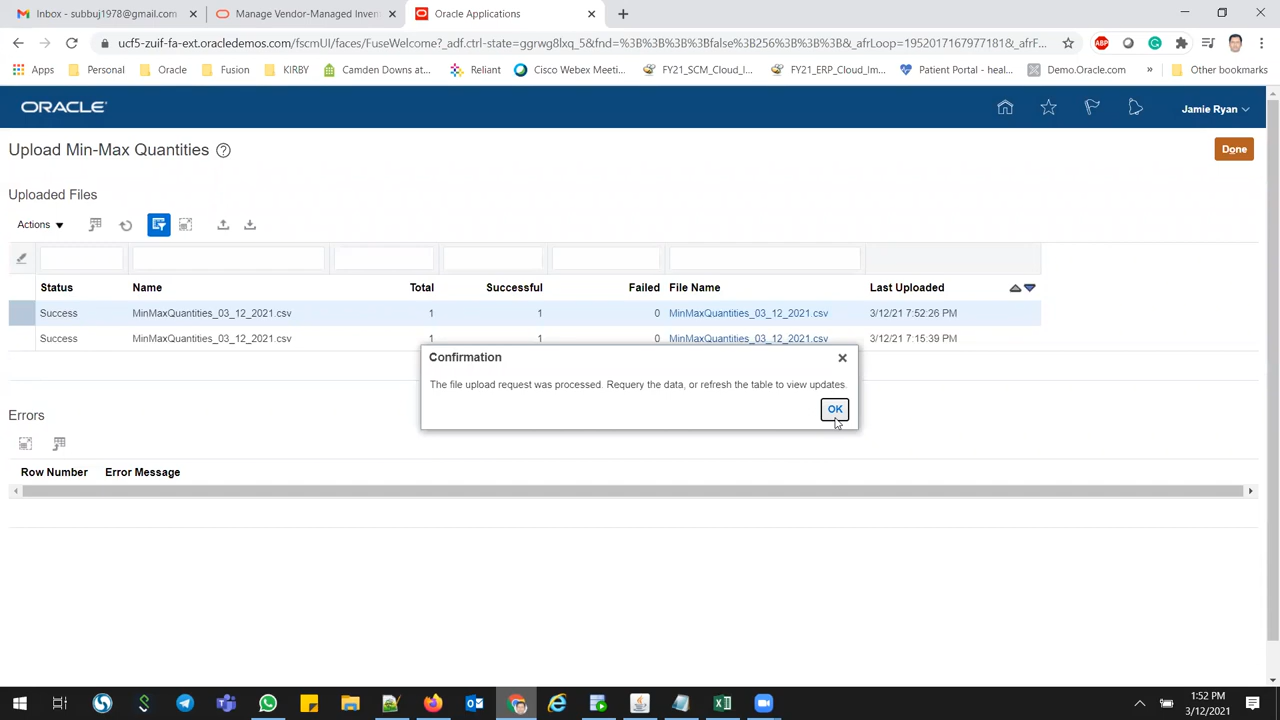 Inbox - subbuj1978@gmail.com
Manage Vendor-Managed Inven
Oracle Applications
ucf5-zuif-fa-ext.oracledemos.com/fscmUI/faces/FuseWelcome?_adf.ctrl-state=ggrwg8lxq_5&fnd=%3B%3B%3B%3Bfalse%3B256%3B%3B%3B&_afrLoop=1952017167977181&_afrF...
Apps
Personal
Oracle
Fusion
KIRBY
Camden Downs at...
Reliant
Cisco Webex Meeti...
FY21_SCM_Cloud_I...
FY21_ERP_Cloud_Im...
Patient Portal - heal...
Demo.Oracle.com
»
Other bookmarks
ORACLE
Jamie Ryan
Upload Min-Max Quantities ?
Done
Uploaded Files
Actions
Status Name Total Successful Failed File Name Last Uploaded
Success MinMaxQuantities_03_12_2021.csv 1 1 0 MinMaxQuantities_03_12_2021.csv 3/12/21 7:52:26 PM
Success MinMaxQuantities_03_12_2021.csv 1 1 0 MinMaxQuantities_03_12_2021.csv 3/12/21 7:15:39 PM
Confirmation
The file upload request was processed. Requery the data, or refresh the table to view updates.
OK
Errors
Row Number Error Message
1:52 PM
3/12/2021